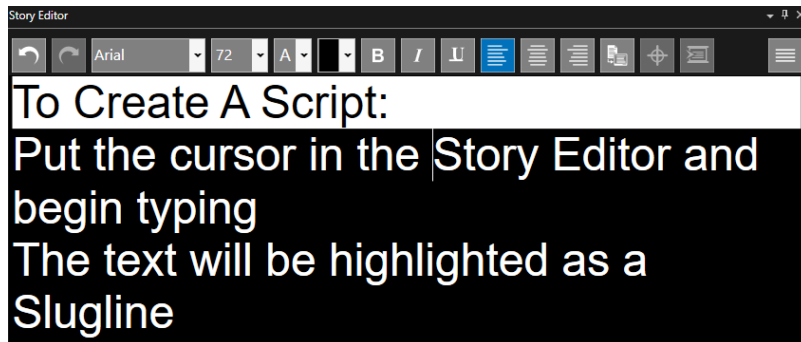 Story Editor
Arial 72 A B I U
To Create A Script:
Put the cursor in the Story Editor and
begin typing
The text will be highlighted as a
Slugline